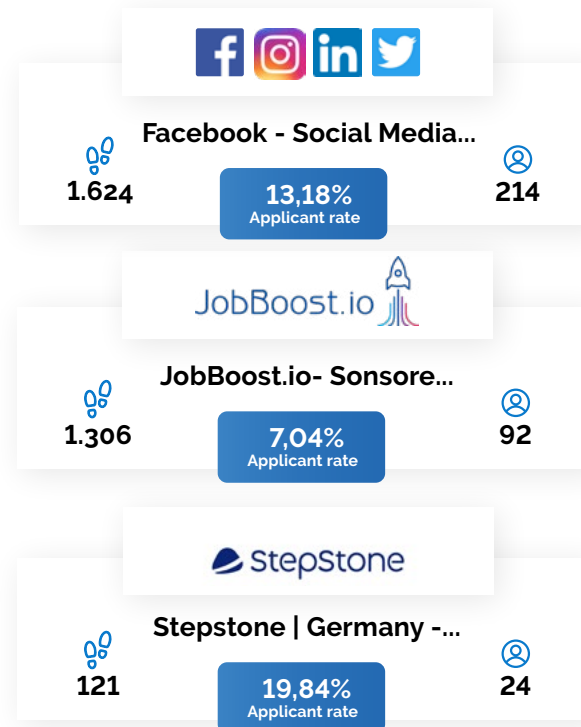 Facebook - Social Media...
1.624
13,18%
Applicant rate
214
JobBoost.io
JobBoost.io- Sonsore...
1.306
7,04%
Applicant rate
92
StepStone
Stepstone | Germany -...
121
19,84%
Applicant rate
24